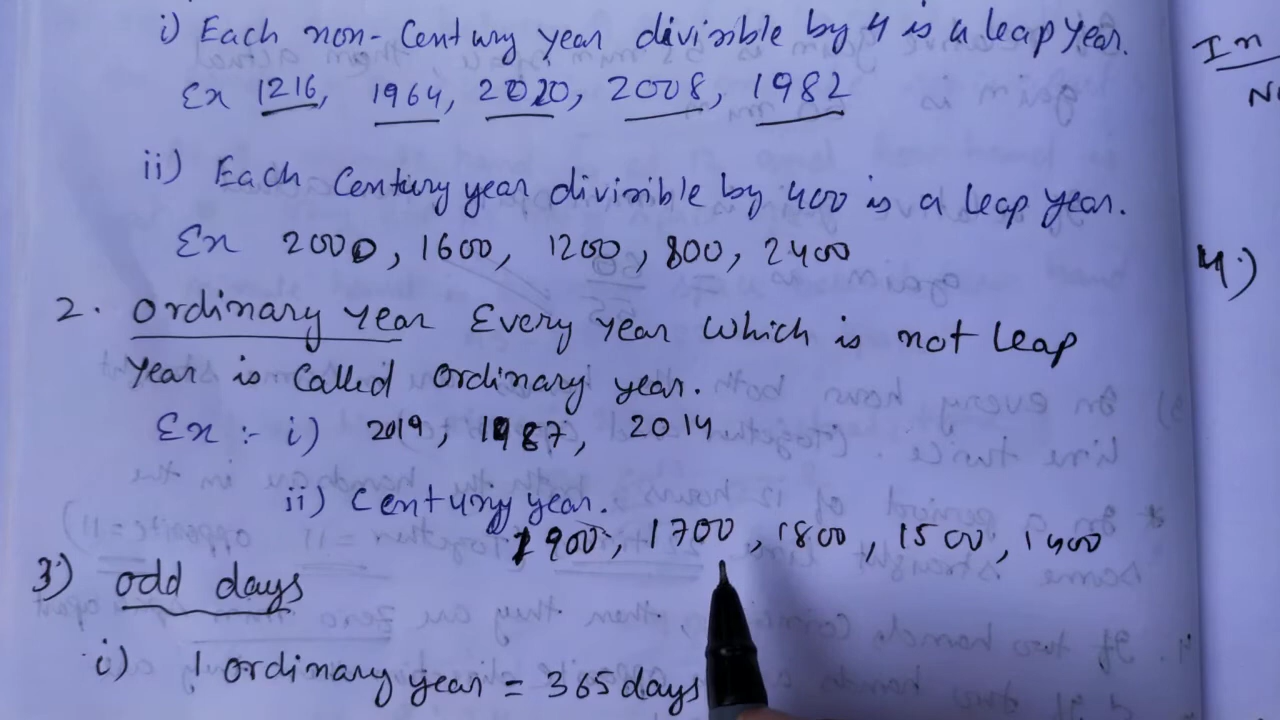 i) Each non-Century year divisible by 4 is a leap year.
Ex 1216, 1964, 2020, 2008, 1982
ii) Each Century year divisible by 400 is a leap year.
Ex 2000, 1600, 1200, 800, 2400
2. Ordinary year Every year which is not leap
year is called ordinary year.
Ex :- i) 2019, 1987, 2014
ii) Century year.
1900, 1700, 1800, 1500, 1400
3) odd days
i) 1 ordinary year = 365 days
In
4.)